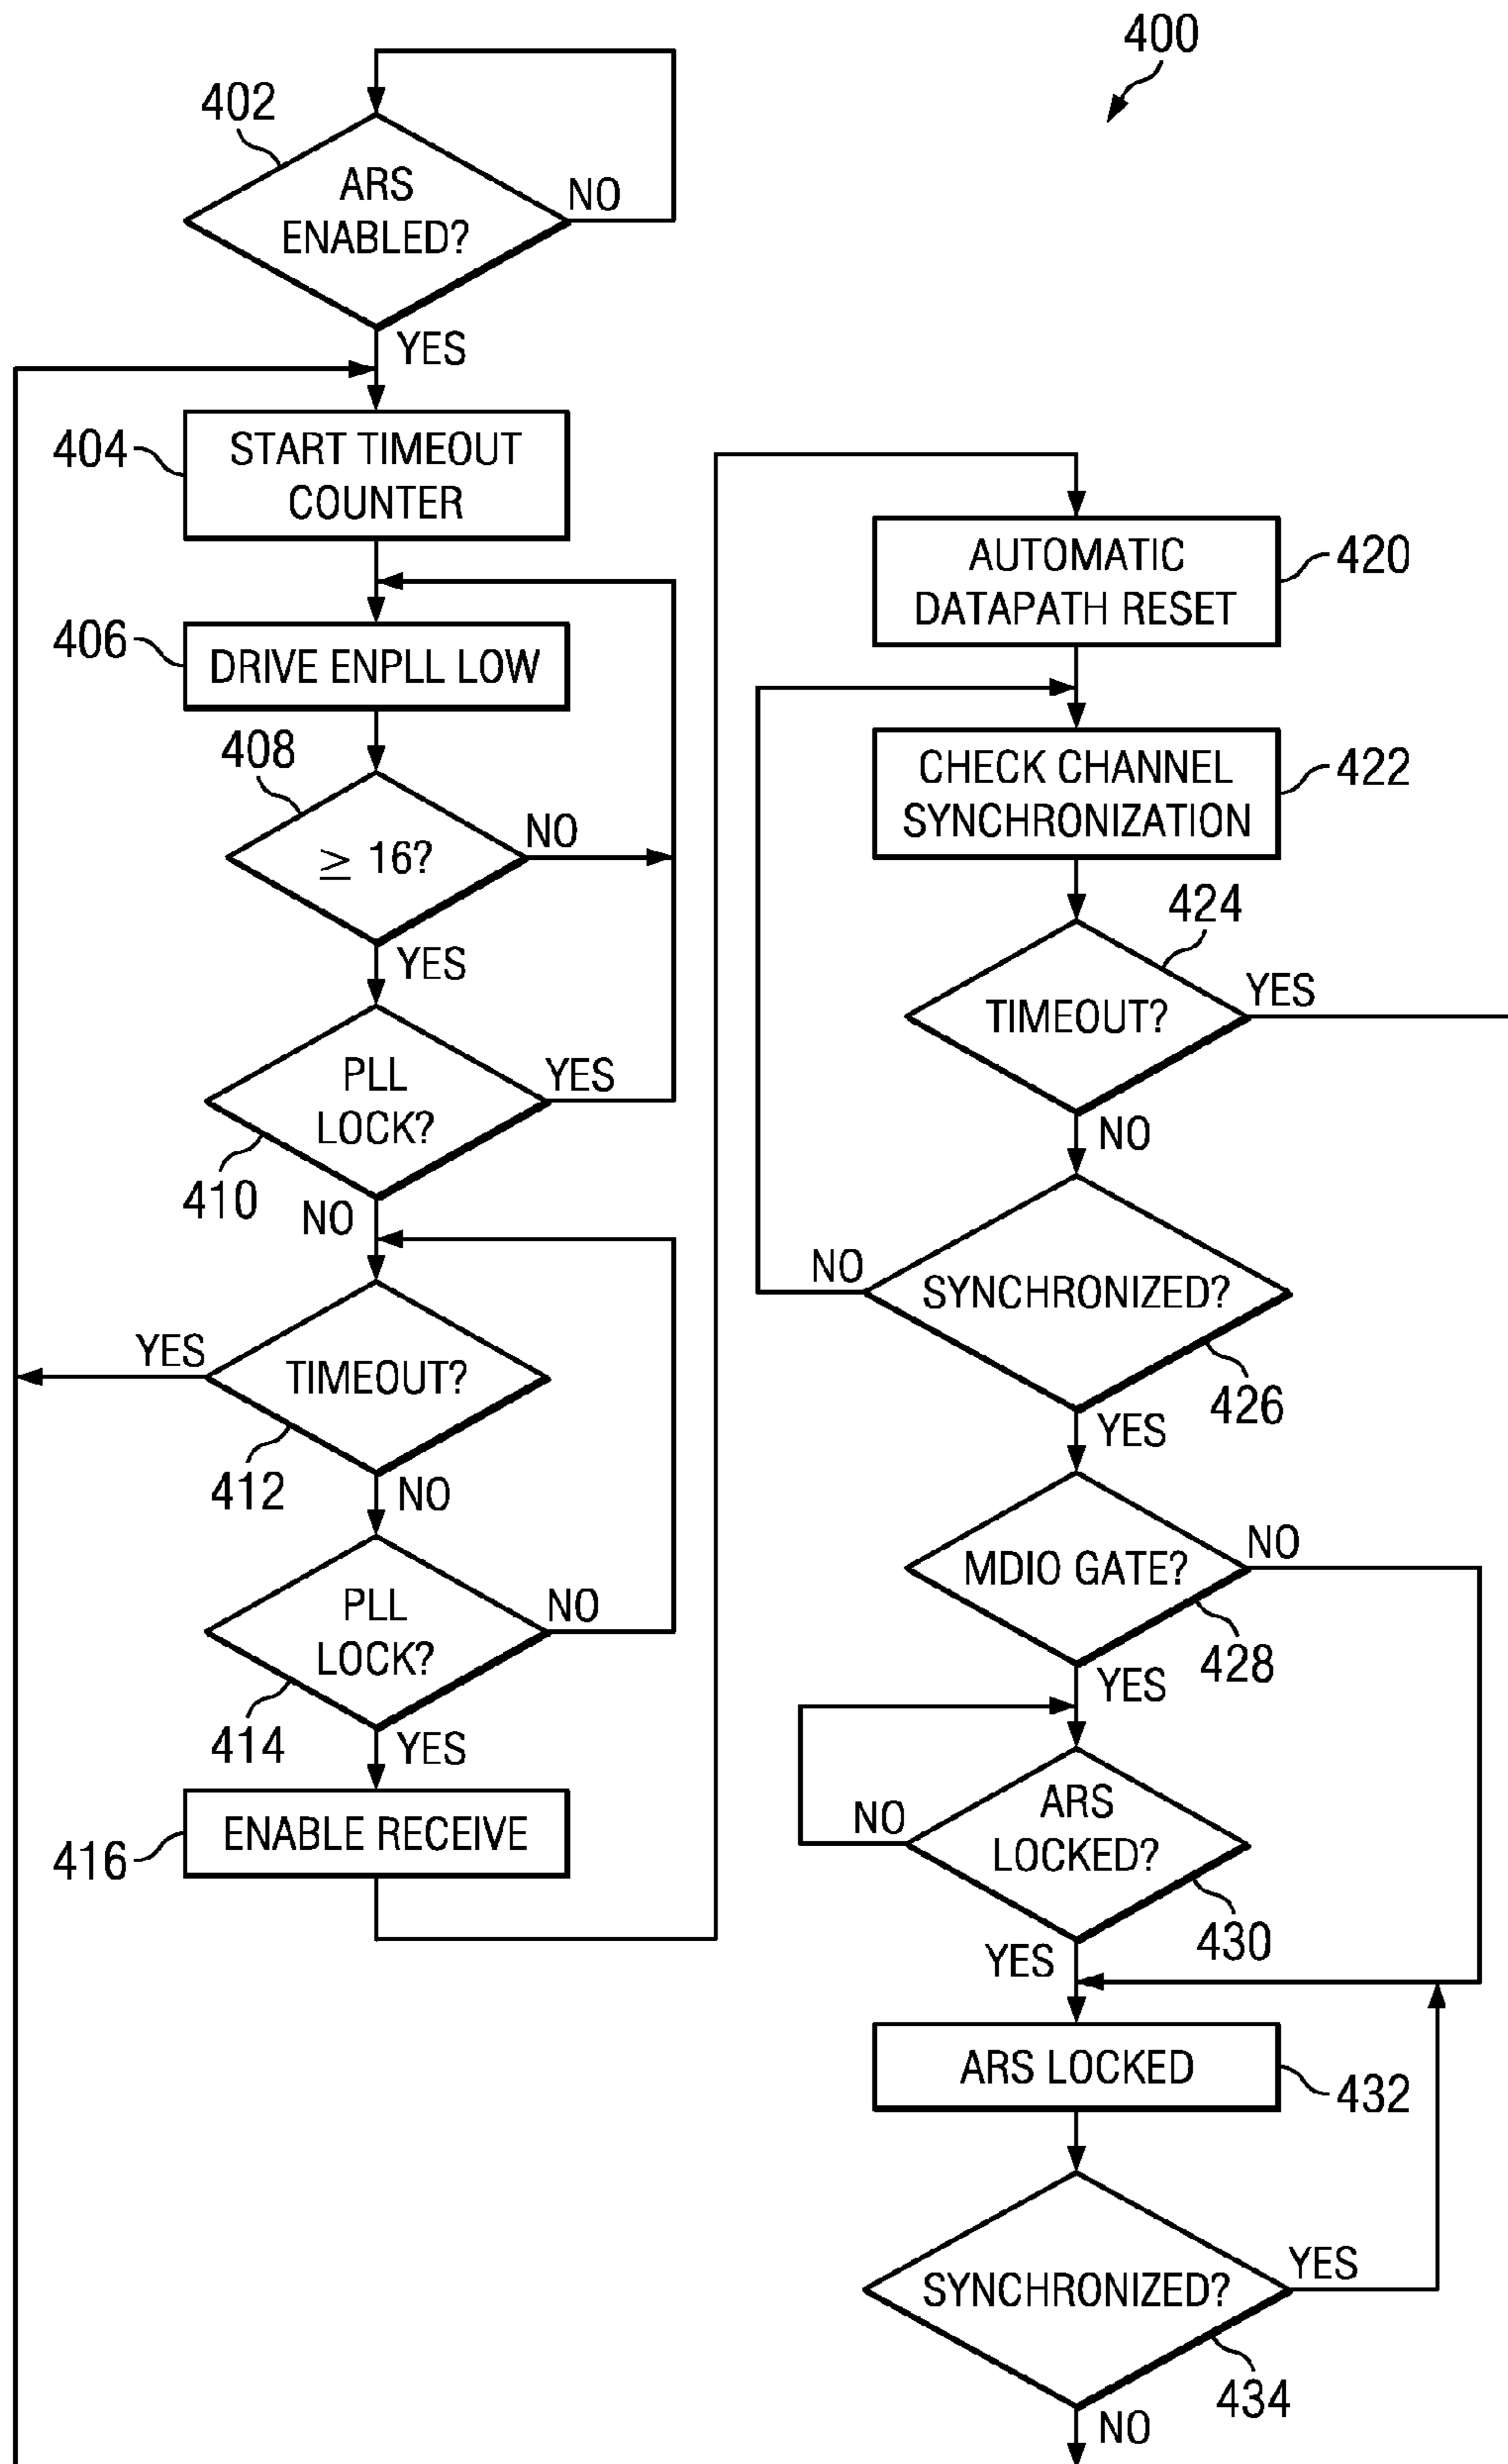 400
402
ARS
ENABLED?
NO
YES
404
START TIMEOUT
COUNTER
406
DRIVE ENPLL LOW
408
≥ 16?
NO
YES
PLL
LOCK?
YES
410
NO
TIMEOUT?
YES
412
NO
PLL
LOCK?
NO
414
YES
416
ENABLE RECEIVE
AUTOMATIC
DATAPATH RESET
420
CHECK CHANNEL
SYNCHRONIZATION
422
424
TIMEOUT?
YES
NO
NO
SYNCHRONIZED?
426
YES
MDIO GATE?
NO
428
YES
ARS
LOCKED?
NO
430
YES
ARS LOCKED
432
SYNCHRONIZED?
YES
434
NO